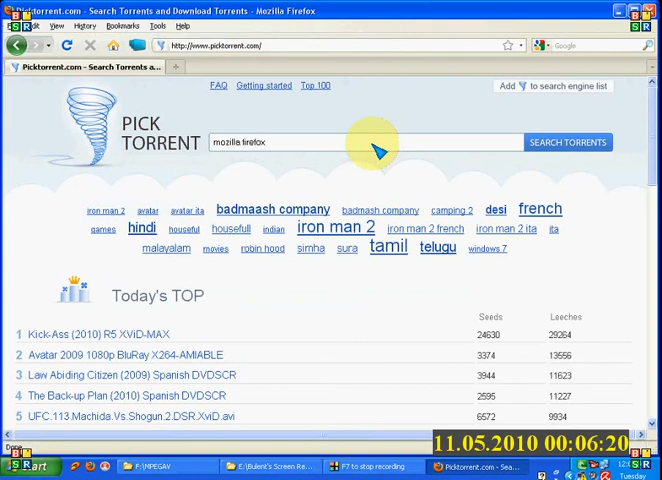 Picktorrent.com - Search Torrents and Download Torrents - Mozilla Firefox
View History Bookmarks Tools Help
http://www.picktorrent.com/
Google
Picktorrent.com - Search Torrents a...
FAQ Getting started Top 100
Add to search engine list
PICK TORRENT
mozilla firefox
SEARCH TORRENTS
iron man 2 avatar avatar ita badmaash company badmash company camping 2 desi french
games hindi houseful housefull indian iron man 2 iron man 2 french iron man 2 ita ita
malayalam movies robin hood simha sura tamil telugu windows 7
Today's TOP
Seeds Leeches
1 Kick-Ass (2010) R5 XViD-MAX 24630 29264
2 Avatar 2009 1080p BluRay X264-AMIABLE 3374 13556
3 Law Abiding Citizen (2009) Spanish DVDSCR 3944 11623
4 The Back-up Plan (2010) Spanish DVDSCR 2595 11227
5 UFC.113.Machida.Vs.Shogun.2.DSR.XviD.avi 6572 9934
Done
11.05.2010 00:06:20
start
F:\MPEGAV
E:\Bulent's Screen Re...
F7 to stop recording
Picktorrent.com - Sea...
Tuesday